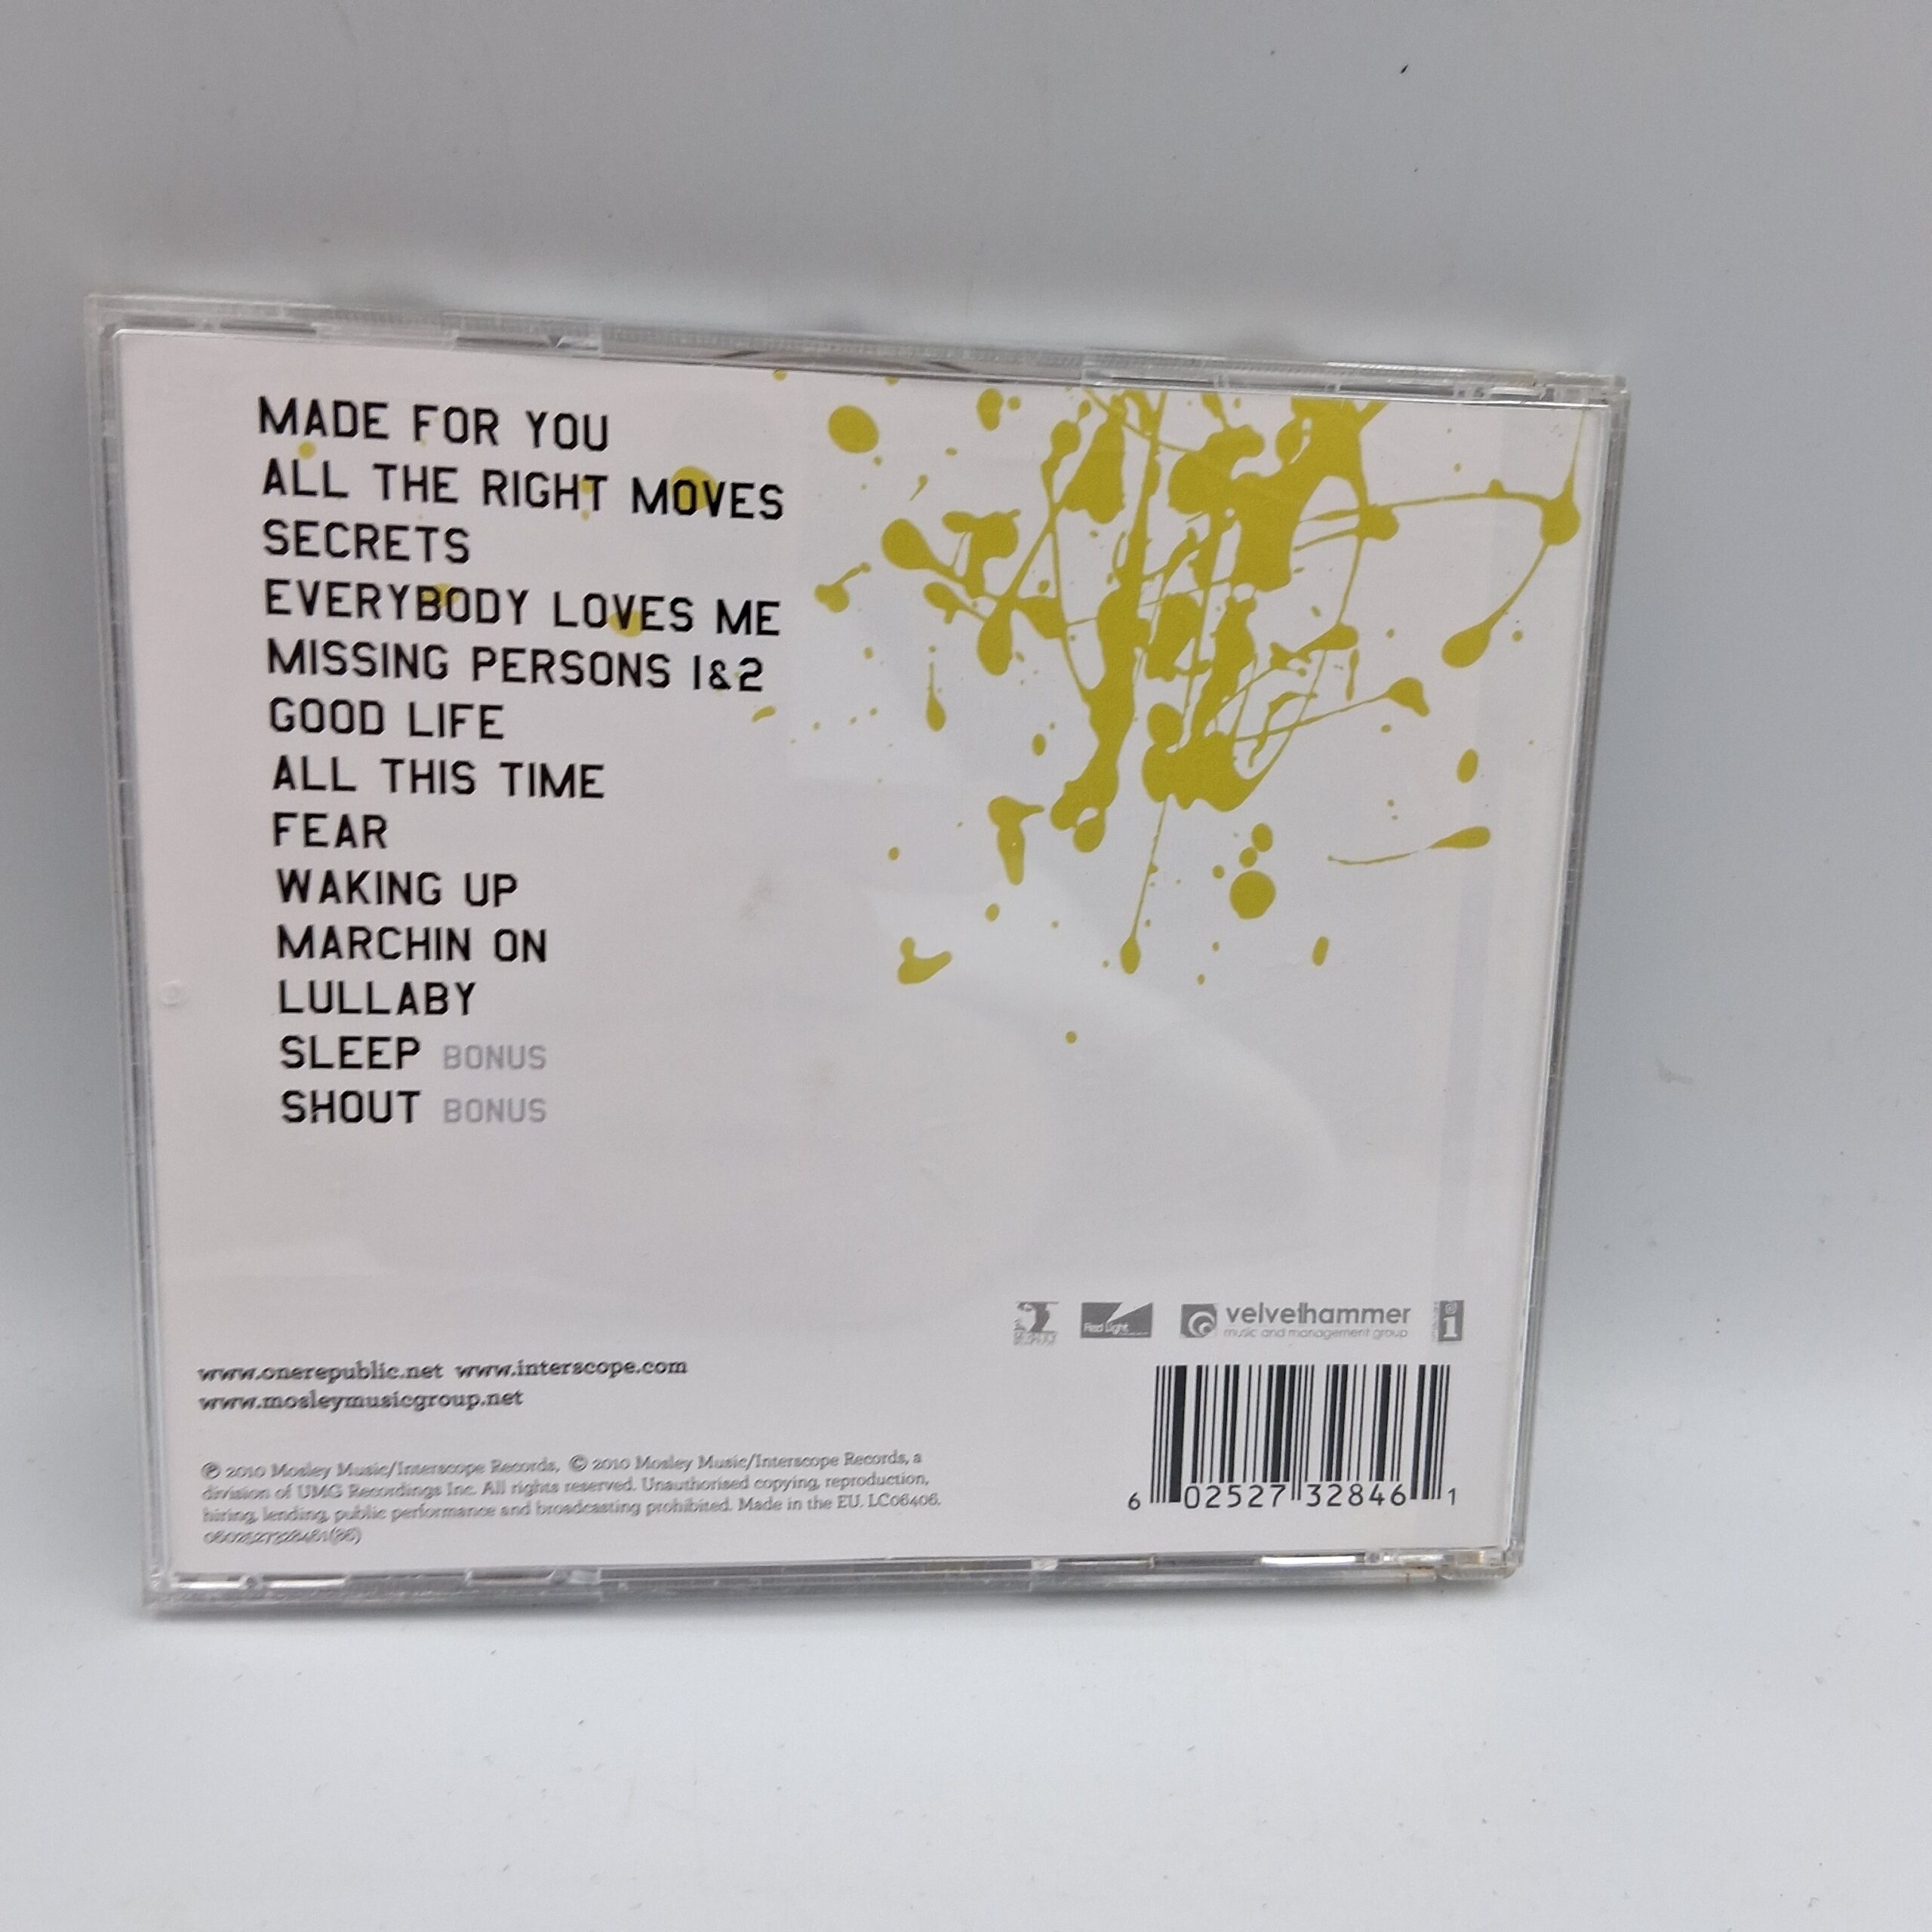 MADE FOR YOU
ALL THE RIGHT MOVES
SECRETS
EVERYBODY LOVES ME
MISSING PERSONS 1&2
GOOD LIFE
ALL THIS TIME
FEAR
WAKING UP
MARCHIN ON
LULLABY
SLEEP BONUS
SHOUT BONUS
Red Light
velvethammer
music and management group
www.onerepublic.net www.interscope.com
www.mosleymusicgroup.net
℗ 2010 Mosley Music/Interscope Records, © 2010 Mosley Music/Interscope Records, a
division of UMG Recordings Inc. All rights reserved. Unauthorised copying, reproduction,
hiring, lending, public performance and broadcasting prohibited. Made in the EU. LC06406.
6 02527 32846 1